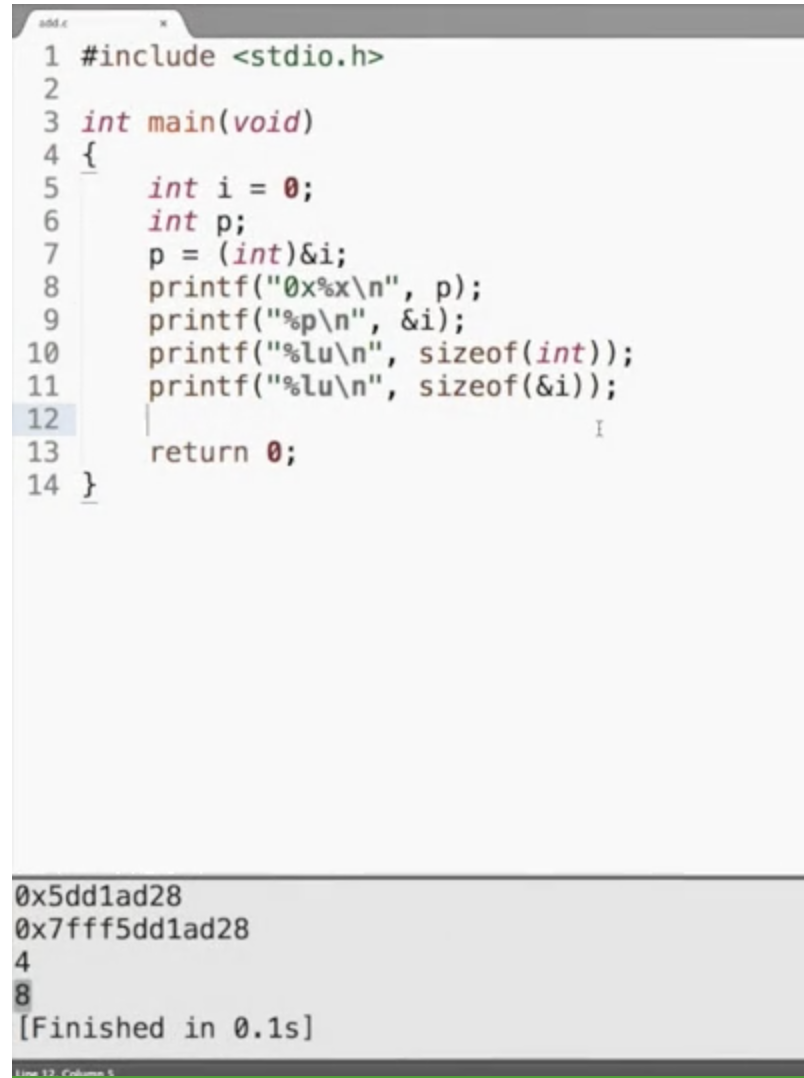 add.c ×
1 #include <stdio.h>
2
3 int main(void)
4 {
5     int i = 0;
6     int p;
7     p = (int)&i;
8     printf("0x%x\n", p);
9     printf("%p\n", &i);
10     printf("%lu\n", sizeof(int));
11     printf("%lu\n", sizeof(&i));
12
13     return 0;
14 }
0x5dd1ad28
0x7fff5dd1ad28
4
8
[Finished in 0.1s]
Line 12, Column 5